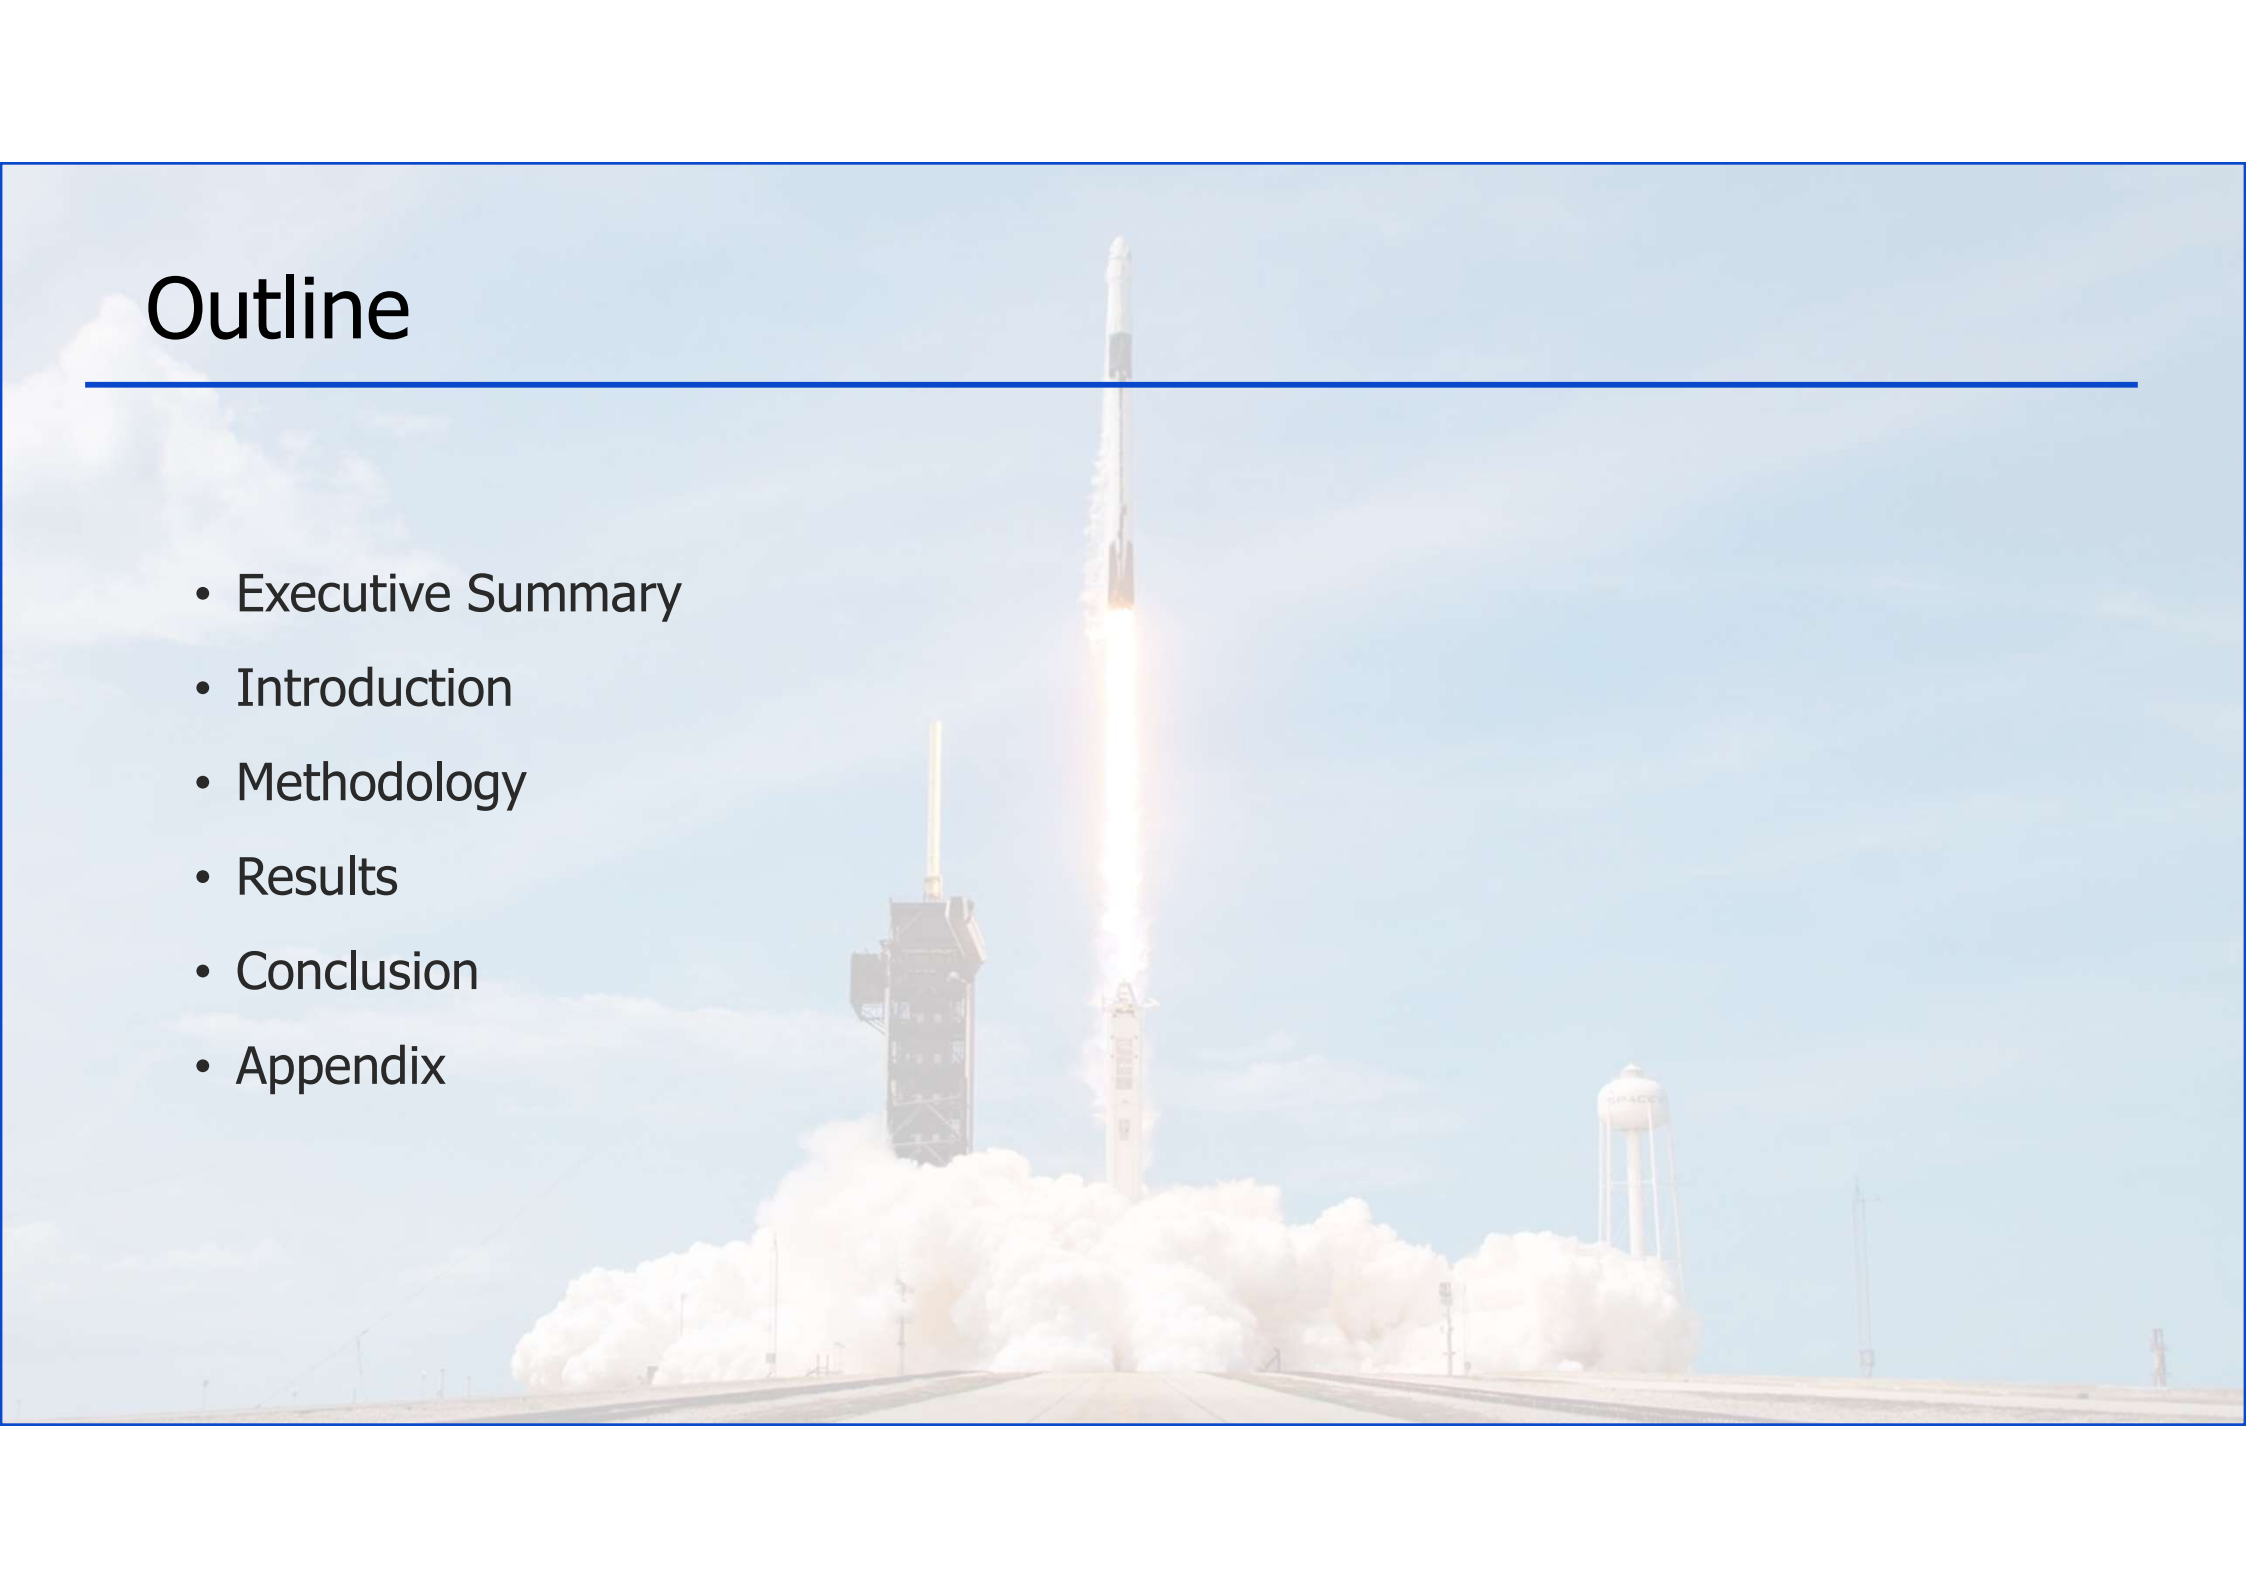 Outline
• Executive Summary
• Introduction
• Methodology
• Results
• Conclusion
• Appendix